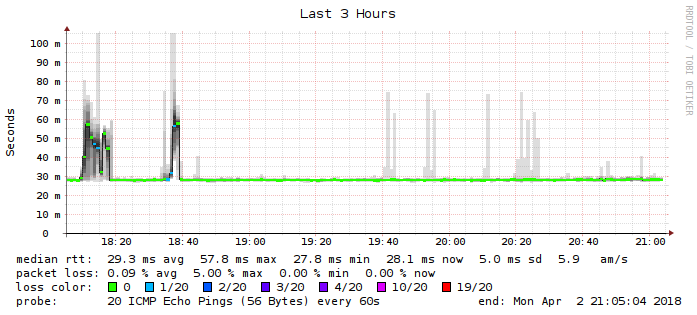 Last 3 Hours
RRDTOOL / TOBI OETIKER
Seconds
100 m
90 m
80 m
70 m
60 m
50 m
40 m
30 m
20 m
10 m
0
18:20 18:40 19:00 19:20 19:40 20:00 20:20 20:40 21:00
median rtt: 29.3 ms avg 57.8 ms max 27.8 ms min 28.1 ms now 5.0 ms sd 5.9 am/s
packet loss: 0.09 % avg 5.00 % max 0.00 % min 0.00 % now
loss color: 0 1/20 2/20 3/20 4/20 10/20 19/20
probe: 20 ICMP Echo Pings (56 Bytes) every 60s end: Mon Apr 2 21:05:04 2018